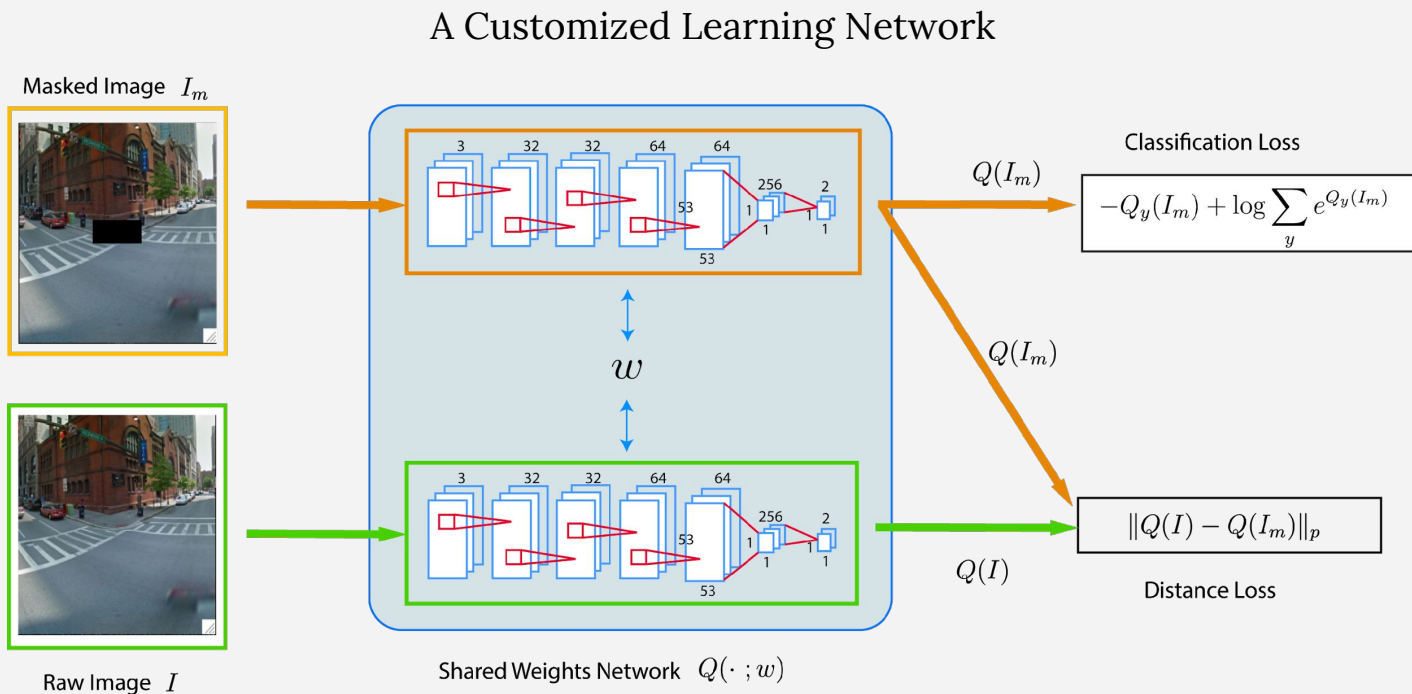 A Customized Learning Network
Masked Image I_m
3 32 32 64 64
256 2
53 1 1
1 1
53
Q(I_m)
Classification Loss
-Q_y(I_m) + log ∑_y e^{Q_y(I_m)}
w
Q(I_m)
3 32 32 64 64
256 2
53 1 1
1 1
53
Q(I)
‖Q(I) − Q(I_m)‖_p
Distance Loss
Shared Weights Network Q(· ; w)
Raw Image I